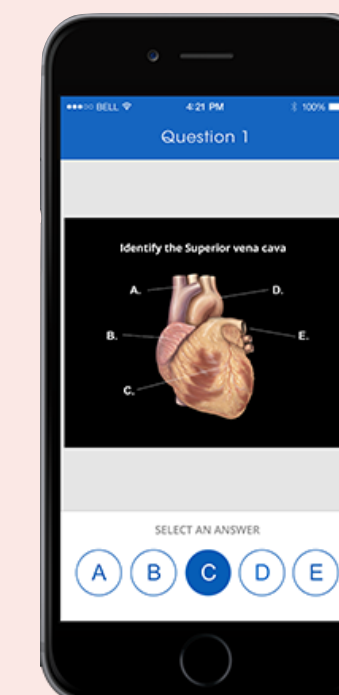 BELL 4:21 PM 100%
Question 1
Identify the Superior vena cava
A. D.
B. E.
C.
SELECT AN ANSWER
A B C D E